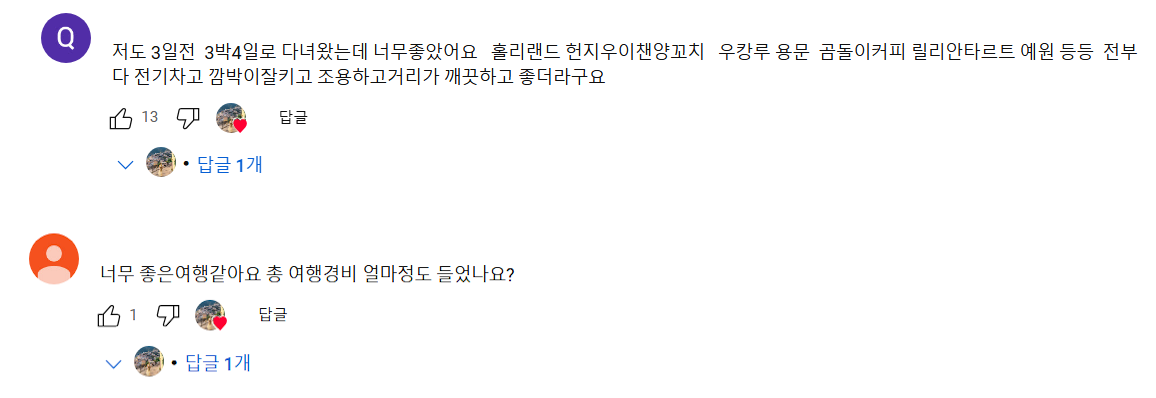 Q
저도 3일전 3박4일로 다녀왔는데 너무좋았어요 홀리랜드 헌지우이챈양꼬치 우캉루 용문 곰돌이커피 릴리안타르트 예원 등등 전부
다 전기차고 깜박이잘키고 조용하고거리가 깨끗하고 좋더라구요
13 답글
• 답글 1개
너무 좋은여행같아요 총 여행경비 얼마정도 들었나요?
1 답글
• 답글 1개